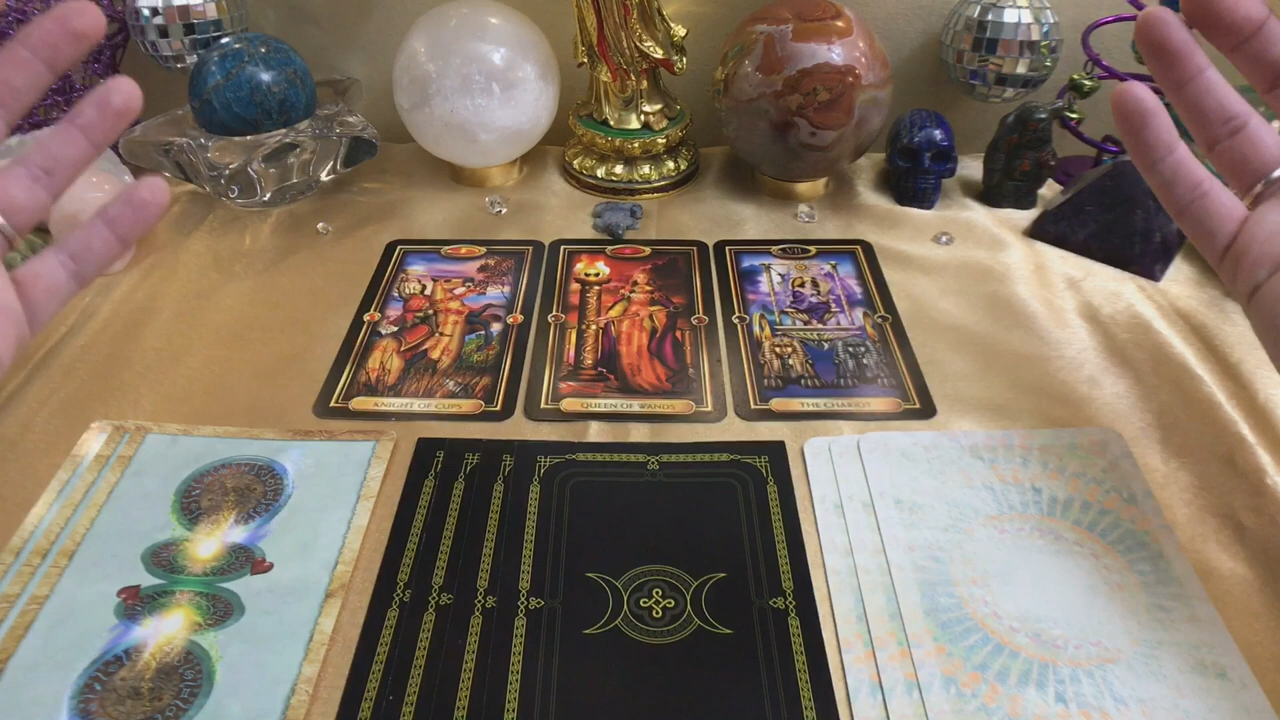 KNIGHT OF CUPS
QUEEN OF WANDS
VII
THE CHARIOT